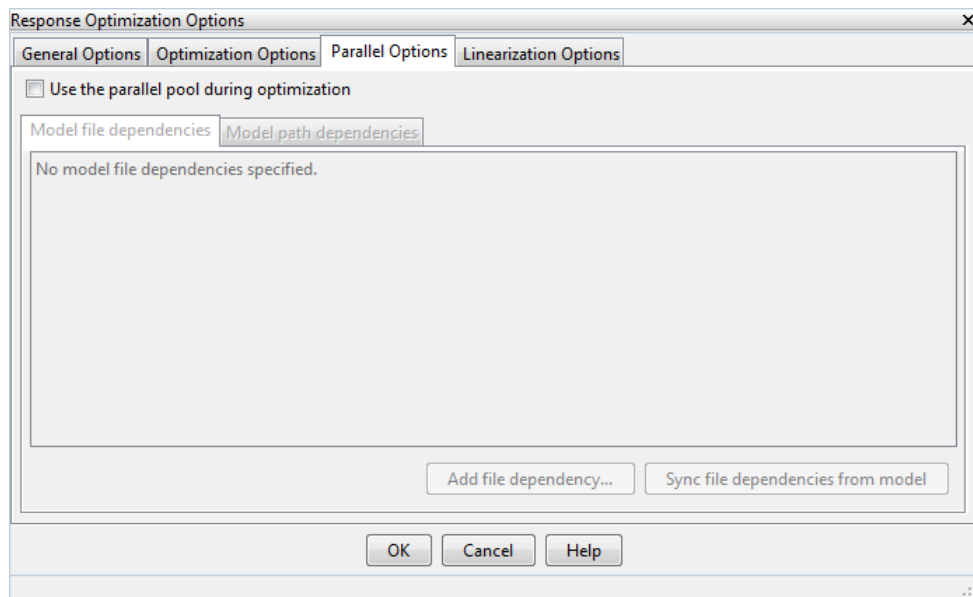 Response Optimization Options
General Options Optimization Options Parallel Options Linearization Options
Use the parallel pool during optimization
Model file dependencies Model path dependencies
No model file dependencies specified.
Add file dependency... Sync file dependencies from model
OK Cancel Help